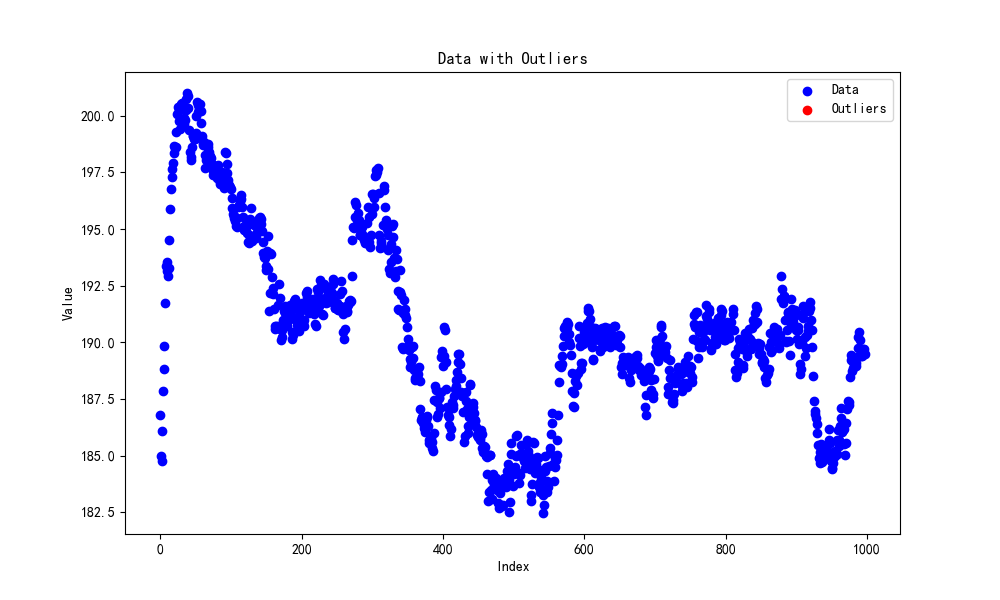 Data with Outliers
Data
Outliers
200.0
197.5
195.0
192.5
190.0
187.5
185.0
182.5
Value
0 200 400 600 800 1000
Index